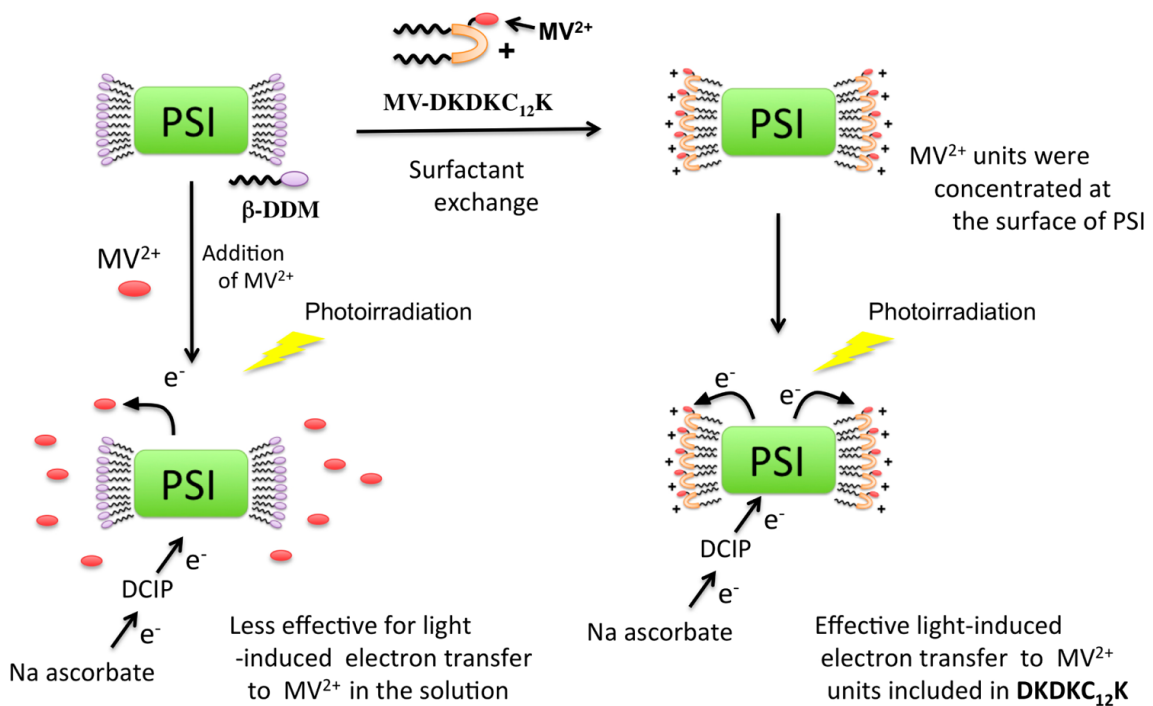 MV²⁺
+
MV-DKDKC₁₂K
PSI
β-DDM
Surfactant
exchange
+
+
+
+
+
PSI
+
+
+
+
+
MV²⁺ units were
concentrated at
the surface of PSI
MV²⁺
Addition
of MV²⁺
Photoirradiation
e⁻
PSI
e⁻
DCIP
e⁻
Na ascorbate
Less effective for light
-induced electron transfer
to MV²⁺ in the solution
Photoirradiation
e⁻
e⁻
+
+
+
+
+
PSI
+
+
+
+
+
e⁻
DCIP
e⁻
Na ascorbate
Effective light-induced
electron transfer to MV²⁺
units included in DKDKC₁₂K